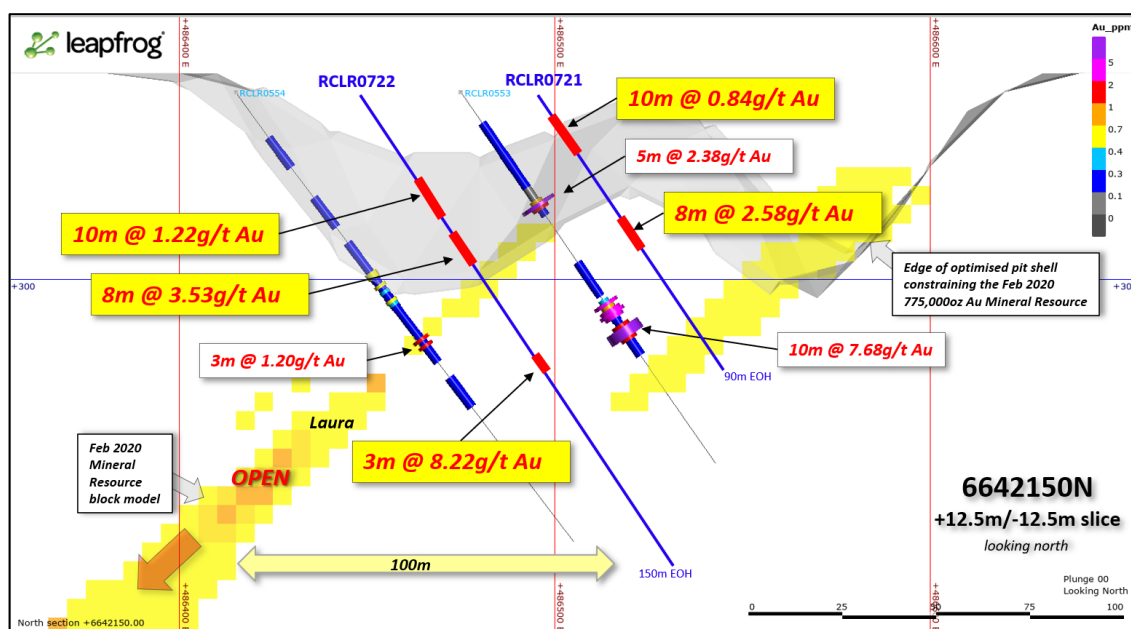 leapfrog
+486400 E
+486500 E
+486600 E
Au_ppm
5
2
1
0.7
0.4
0.3
0.1
0
RCLR0554
RCLR0722
RCLR0553
RCLR0721
10m @ 0.84g/t Au
5m @ 2.38g/t Au
10m @ 1.22g/t Au
8m @ 2.58g/t Au
8m @ 3.53g/t Au
Edge of optimised pit shell
constraining the Feb 2020
775,000oz Au Mineral Resource
+300
+30
3m @ 1.20g/t Au
10m @ 7.68g/t Au
90m EOH
Laura
Feb 2020
Mineral
Resource
block model
OPEN
3m @ 8.22g/t Au
6642150N
+12.5m/-12.5m slice
looking north
100m
150m EOH
Plunge 00
Looking North
0
25
50
75
100
+486400 E
+486500 E
+486600 E
North section +6642150.00